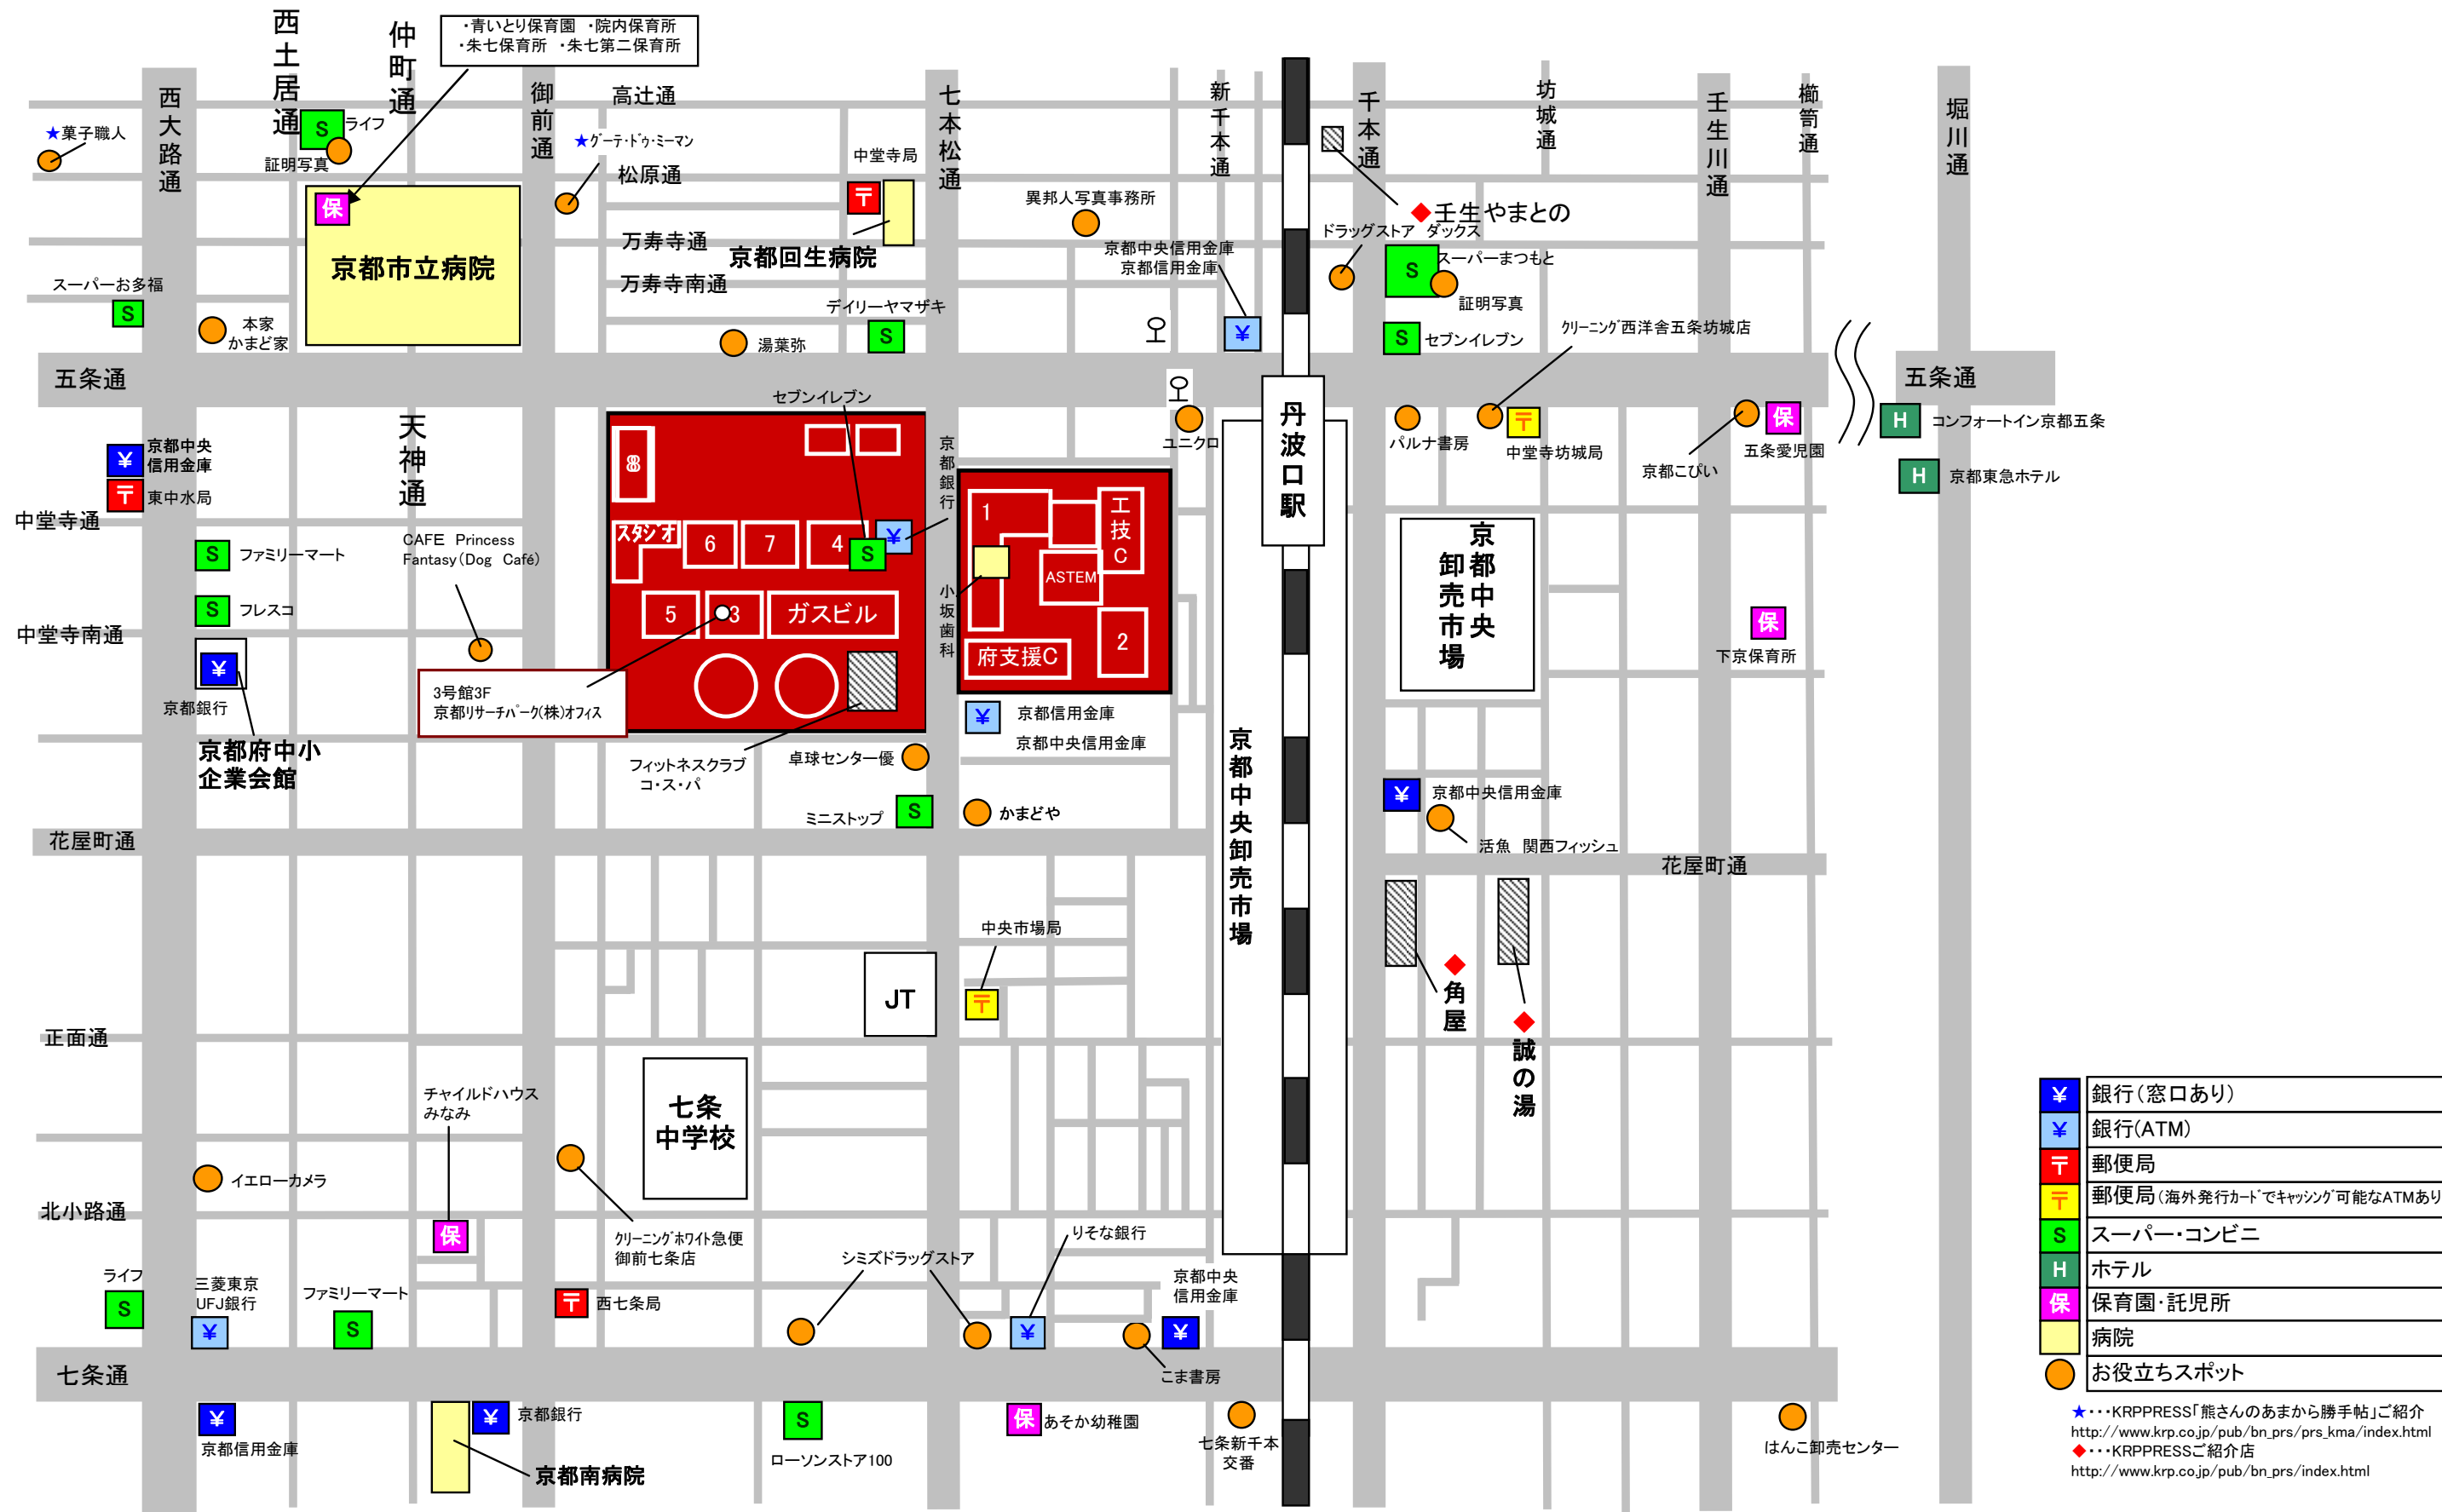 ・青いとり保育園 ・院内保育所
・朱七保育所 ・朱七第二保育所
西土居通
仲町通
西大路通
御前通
高辻通
七本松通
新千本通
千本通
坊城通
壬生川通
櫛笥通
堀川通
★菓子職人
S
ライフ
証明写真
★グーテ・ドゥ・ミーマン
松原通
中堂寺局
〒
保
京都市立病院
万寿寺通
京都回生病院
万寿寺南通
異邦人写真事務所
京都中央信用金庫
京都信用金庫
¥
◆壬生やまとの
ドラッグストア ダックス
S
スーパーまつもと
証明写真
スーパーお多福
S
本家
かまど家
湯葉弥
デイリーヤマザキ
S
S
セブンイレブン
クリーニング西洋舎五条坊城店
五条通
五条通
天神通
セブンイレブン
京都銀行
ユニクロ
丹波口駅
パルナ書房
〒
中堂寺坊城局
京都こぴい
保
五条愛児園
H
コンフォートイン京都五条
H
京都東急ホテル
¥
京都中央
信用金庫
〒
東中水局
中堂寺通
S
ファミリーマート
CAFE Princess
Fantasy(Dog Café)
S
フレスコ
中堂寺南通
¥
京都銀行
京都府中小
企業会館
8
スタジオ
6
7
4
S
¥
5
3
ガスビル
3号館3F
京都リサーチパーク(株)オフィス
フィットネスクラブ
コ・ス・パ
小坂歯科
1
工技C
ASTEM
2
府支援C
¥
京都信用金庫
京都中央信用金庫
卓球センター優
ミニストップ
S
かまどや
京都中央卸売市場
京都中央
卸売市場
保
下京保育所
¥
京都中央信用金庫
活魚 関西フィッシュ
花屋町通
花屋町通
中央市場局
〒
JT
◆角屋
◆誠の湯
正面通
七条
中学校
チャイルドハウス
みなみ
保
イエローカメラ
北小路通
クリーニングホワイト急便
御前七条店
シミズドラッグストア
りそな銀行
¥
京都中央
信用金庫
¥
こま書房
ライフ
S
三菱東京
UFJ銀行
¥
ファミリーマート
S
〒
西七条局
七条通
¥
京都信用金庫
¥
京都銀行
京都南病院
S
ローソンストア100
保
あそか幼稚園
七条新千本
交番
はんこ卸売センター
¥ 銀行(窓口あり)
¥ 銀行(ATM)
〒 郵便局
〒 郵便局(海外発行カードでキャッシング可能なATMあり
S スーパー・コンビニ
H ホテル
保 保育園・託児所
病院
お役立ちスポット
★・・・KRPPRESS「熊さんのあまから勝手帖」ご紹介
http://www.krp.co.jp/pub/bn_prs/prs_kma/index.html
◆・・・KRPPRESSご紹介店
http://www.krp.co.jp/pub/bn_prs/index.html